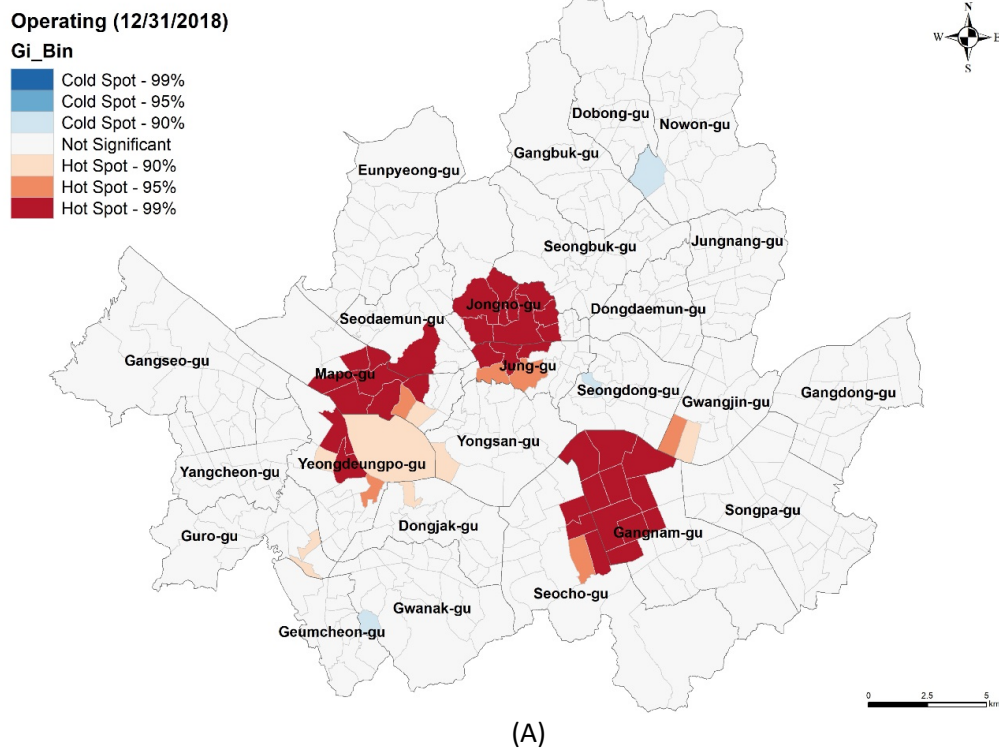 Operating (12/31/2018)
Gi_Bin
Cold Spot - 99%
Cold Spot - 95%
Cold Spot - 90%
Not Significant
Hot Spot - 90%
Hot Spot - 95%
Hot Spot - 99%
N
W
E
S
Dobong-gu
Nowon-gu
Gangbuk-gu
Eunpyeong-gu
Seongbuk-gu
Jungnang-gu
Jongno-gu
Dongdaemun-gu
Seodaemun-gu
Gangseo-gu
Mapo-gu
Jung-gu
Seongdong-gu
Gwangjin-gu
Gangdong-gu
Yongsan-gu
Yangcheon-gu
Yeongdeungpo-gu
Songpa-gu
Guro-gu
Dongjak-gu
Gangnam-gu
Seocho-gu
Gwanak-gu
Geumcheon-gu
0 2.5 5
km
(A)